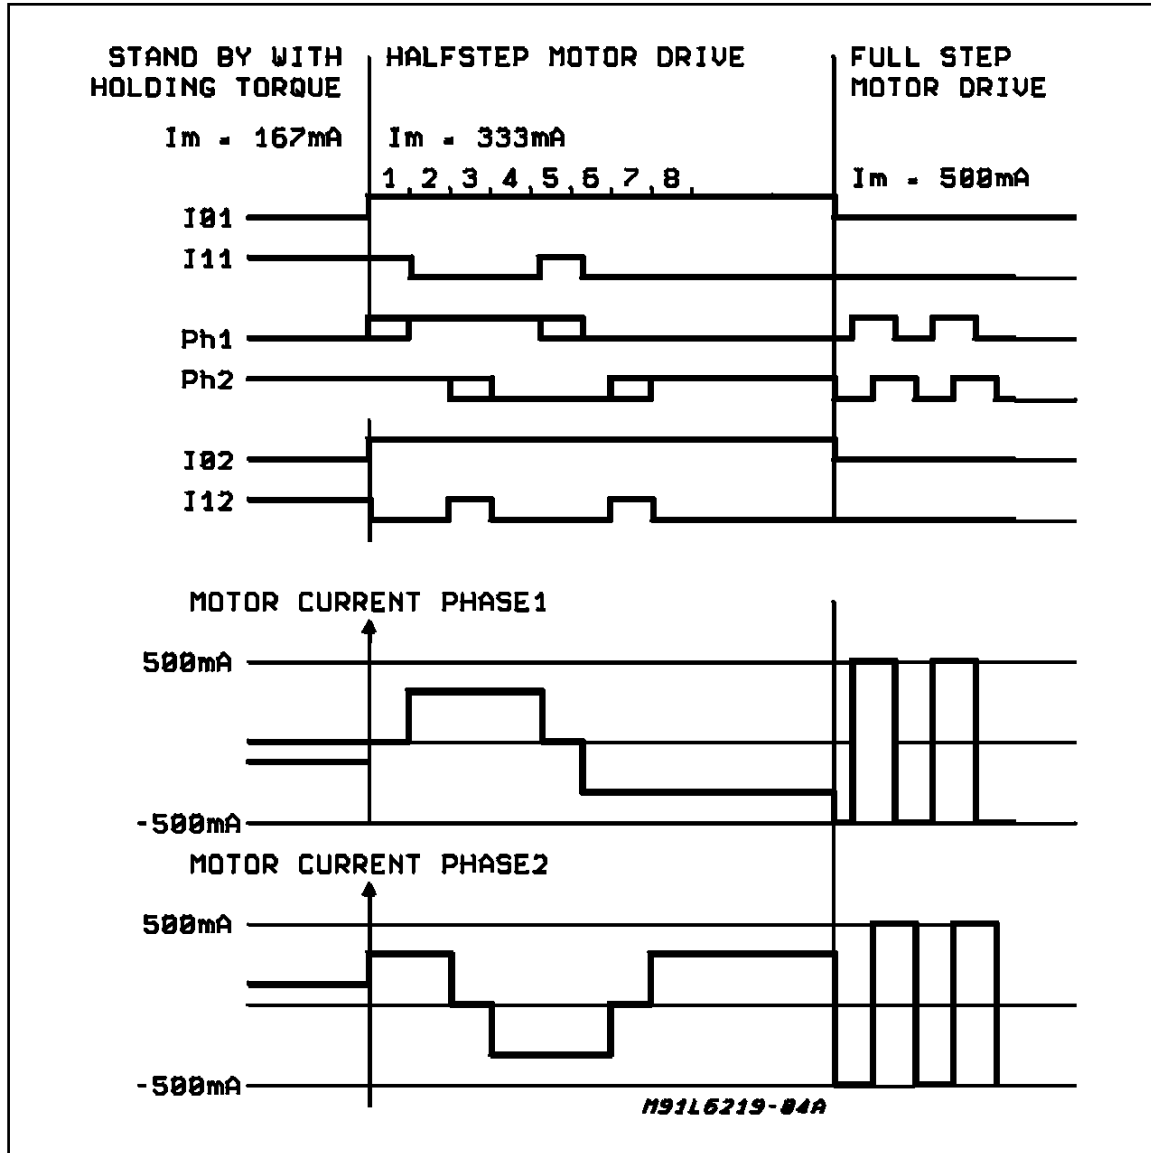 STAND BY WITH
HOLDING TORQUE
Im = 167mA
HALFSTEP MOTOR DRIVE
Im = 333mA
1 2 3 4 5 6 7 8
FULL STEP
MOTOR DRIVE
Im = 500mA
I01
I11
Ph1
Ph2
I02
I12
MOTOR CURRENT PHASE1
500mA
-500mA
MOTOR CURRENT PHASE2
500mA
-500mA
M91L6219-04A